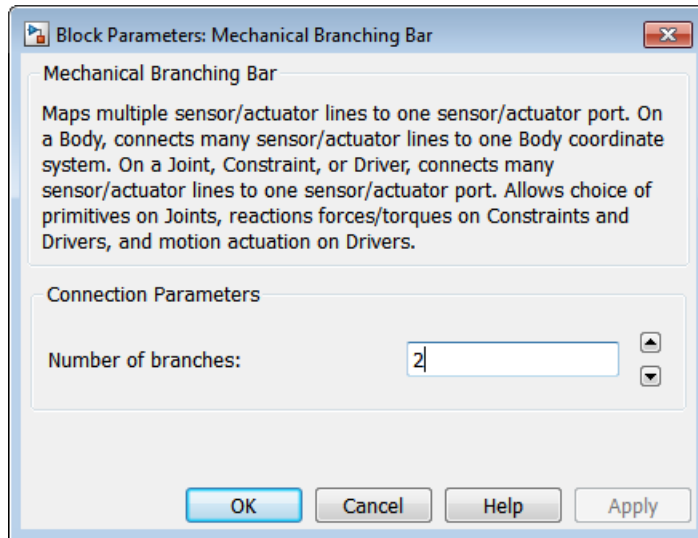 Block Parameters: Mechanical Branching Bar
Mechanical Branching Bar
Maps multiple sensor/actuator lines to one sensor/actuator port. On
a Body, connects many sensor/actuator lines to one Body coordinate
system. On a Joint, Constraint, or Driver, connects many
sensor/actuator lines to one sensor/actuator port. Allows choice of
primitives on Joints, reactions forces/torques on Constraints and
Drivers, and motion actuation on Drivers.
Connection Parameters
Number of branches: 2
OK Cancel Help Apply